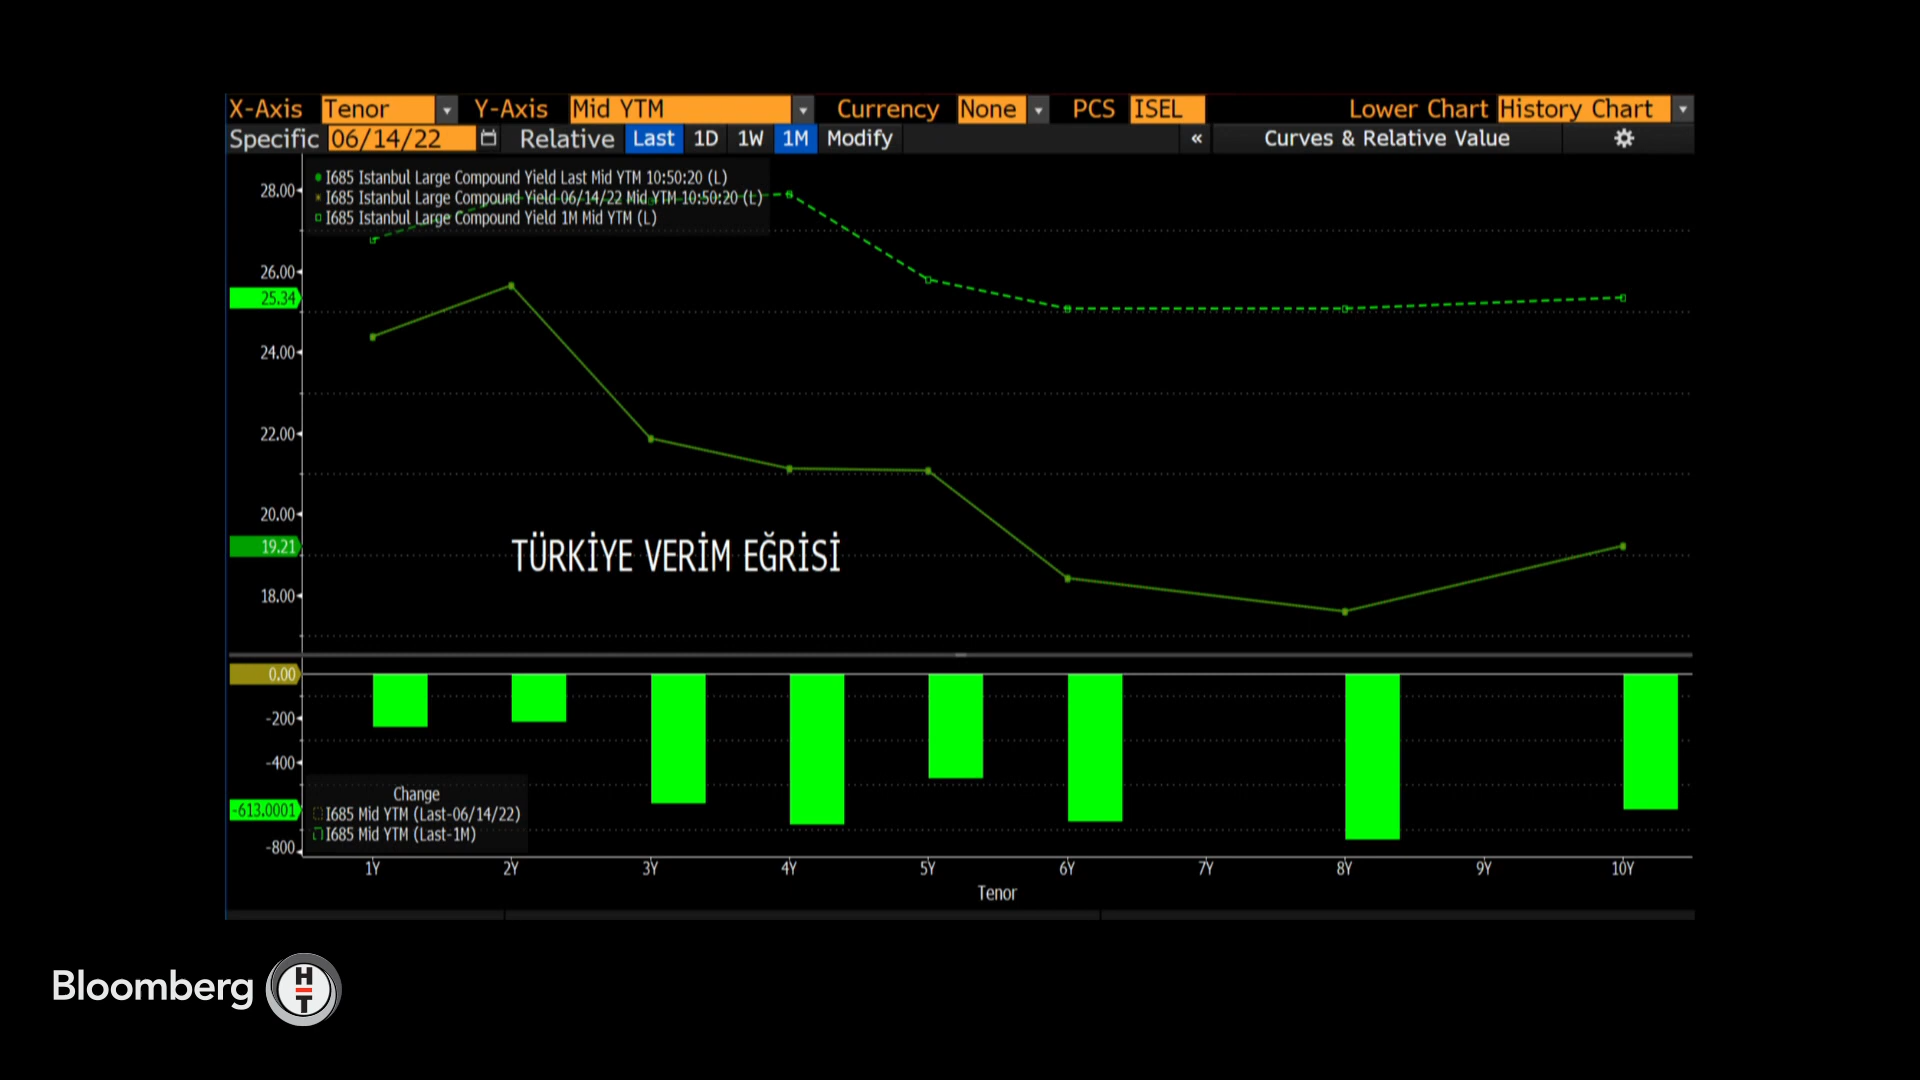 X-Axis Tenor Y-Axis Mid YTM Currency None PCS ISEL Lower Chart History Chart
Specific 06/14/22 Relative Last 1D 1W 1M Modify « Curves & Relative Value
I685 Istanbul Large Compound Yield Last Mid YTM 10:50:20 (L)
I685 Istanbul Large Compound Yield 06/14/22 Mid YTM 10:50:20 (L)
I685 Istanbul Large Compound Yield 1M Mid YTM (L)
28.00
26.00
25.34
24.00
22.00
20.00
19.21
18.00
TÜRKİYE VERİM EĞRİSİ
0.00
-200
-400
-613.0001
-800
Change
I685 Mid YTM (Last-06/14/22)
I685 Mid YTM (Last-1M)
1Y 2Y 3Y 4Y 5Y 6Y 7Y 8Y 9Y 10Y
Tenor
Bloomberg HT